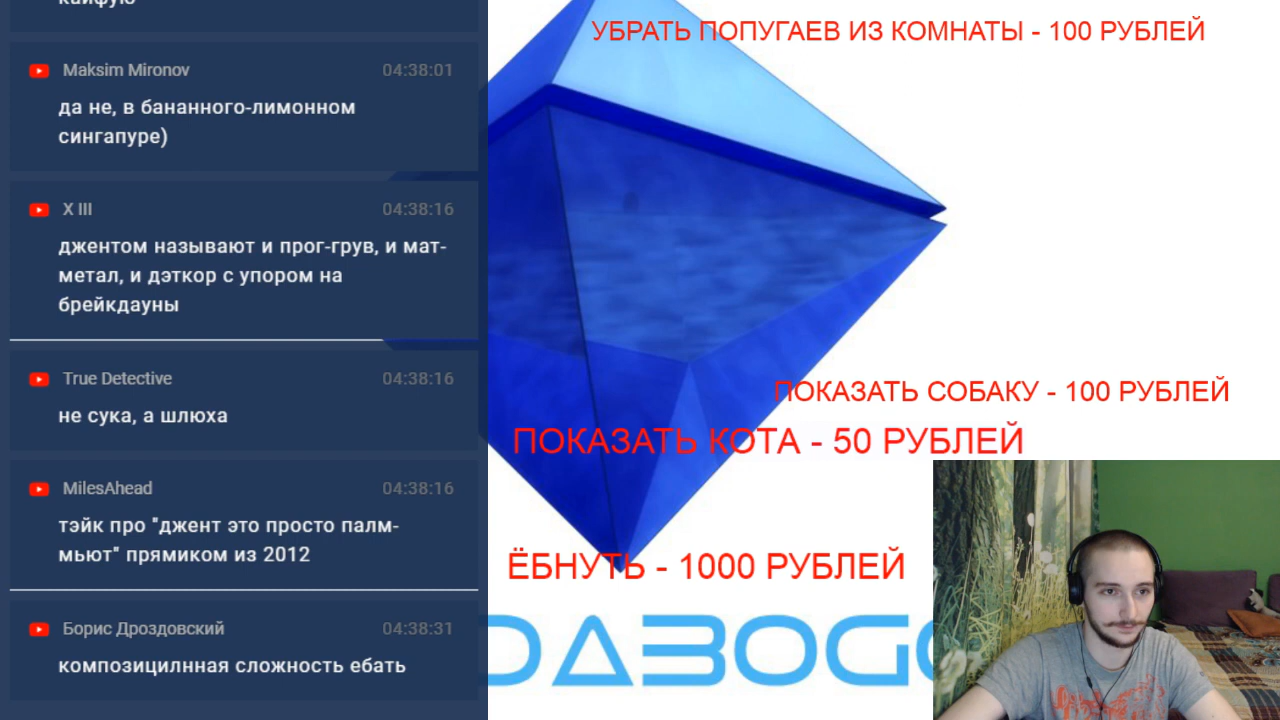 кайфую
Maksim Mironov 04:38:01
да не, в бананного-лимонном
сингапуре)
X III 04:38:16
джентом называют и прог-грув, и мат-
метал, и дэткор с упором на
брейкдауны
True Detective 04:38:16
не сука, а шлюха
MilesAhead 04:38:16
тэйк про "джент это просто палм-
мьют" прямиком из 2012
Борис Дроздовский 04:38:31
композицилнная сложность ебать
УБРАТЬ ПОПУГАЕВ ИЗ КОМНАТЫ - 100 РУБЛЕЙ
ПОКАЗАТЬ СОБАКУ - 100 РУБЛЕЙ
ПОКАЗАТЬ КОТА - 50 РУБЛЕЙ
ЁБНУТЬ - 1000 РУБЛЕЙ